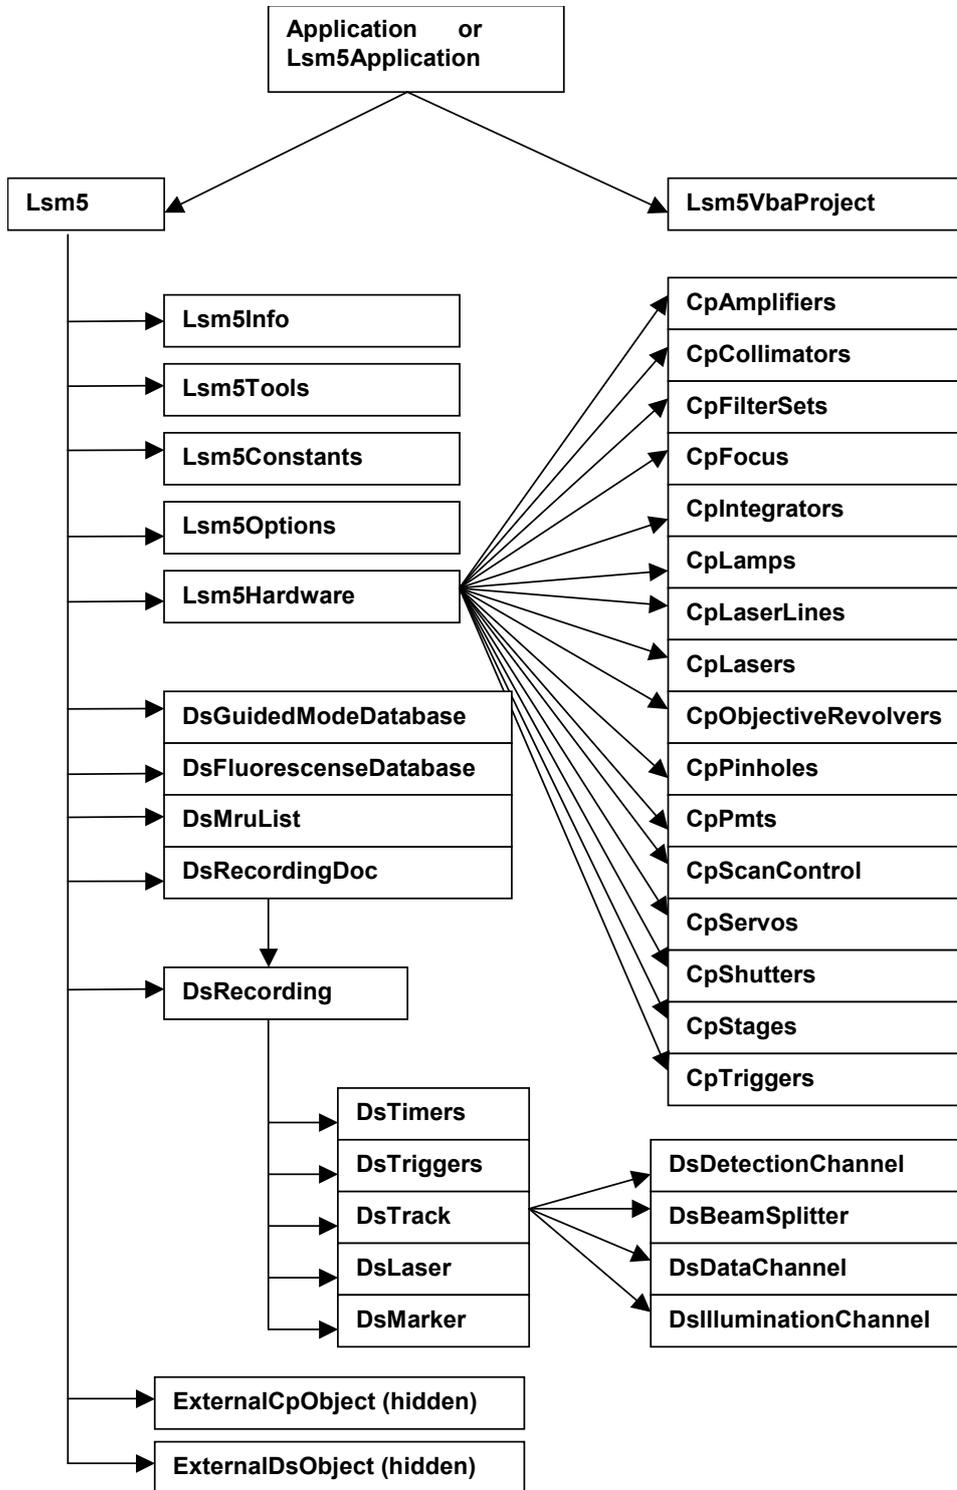 Application or
Lsm5Application
Lsm5
Lsm5VbaProject
Lsm5Info
Lsm5Tools
Lsm5Constants
Lsm5Options
Lsm5Hardware
CpAmplifiers
CpCollimators
CpFilterSets
CpFocus
CpIntegrators
CpLamps
CpLaserLines
CpLasers
CpObjectiveRevolvers
CpPinholes
CpPmts
CpScanControl
CpServos
CpShutters
CpStages
CpTriggers
DsGuidedModeDatabase
DsFluorescenseDatabase
DsMruList
DsRecordingDoc
DsRecording
DsTimers
DsTriggers
DsTrack
DsLaser
DsMarker
DsDetectionChannel
DsBeamSplitter
DsDataChannel
DsIlluminationChannel
ExternalCpObject (hidden)
ExternalDsObject (hidden)